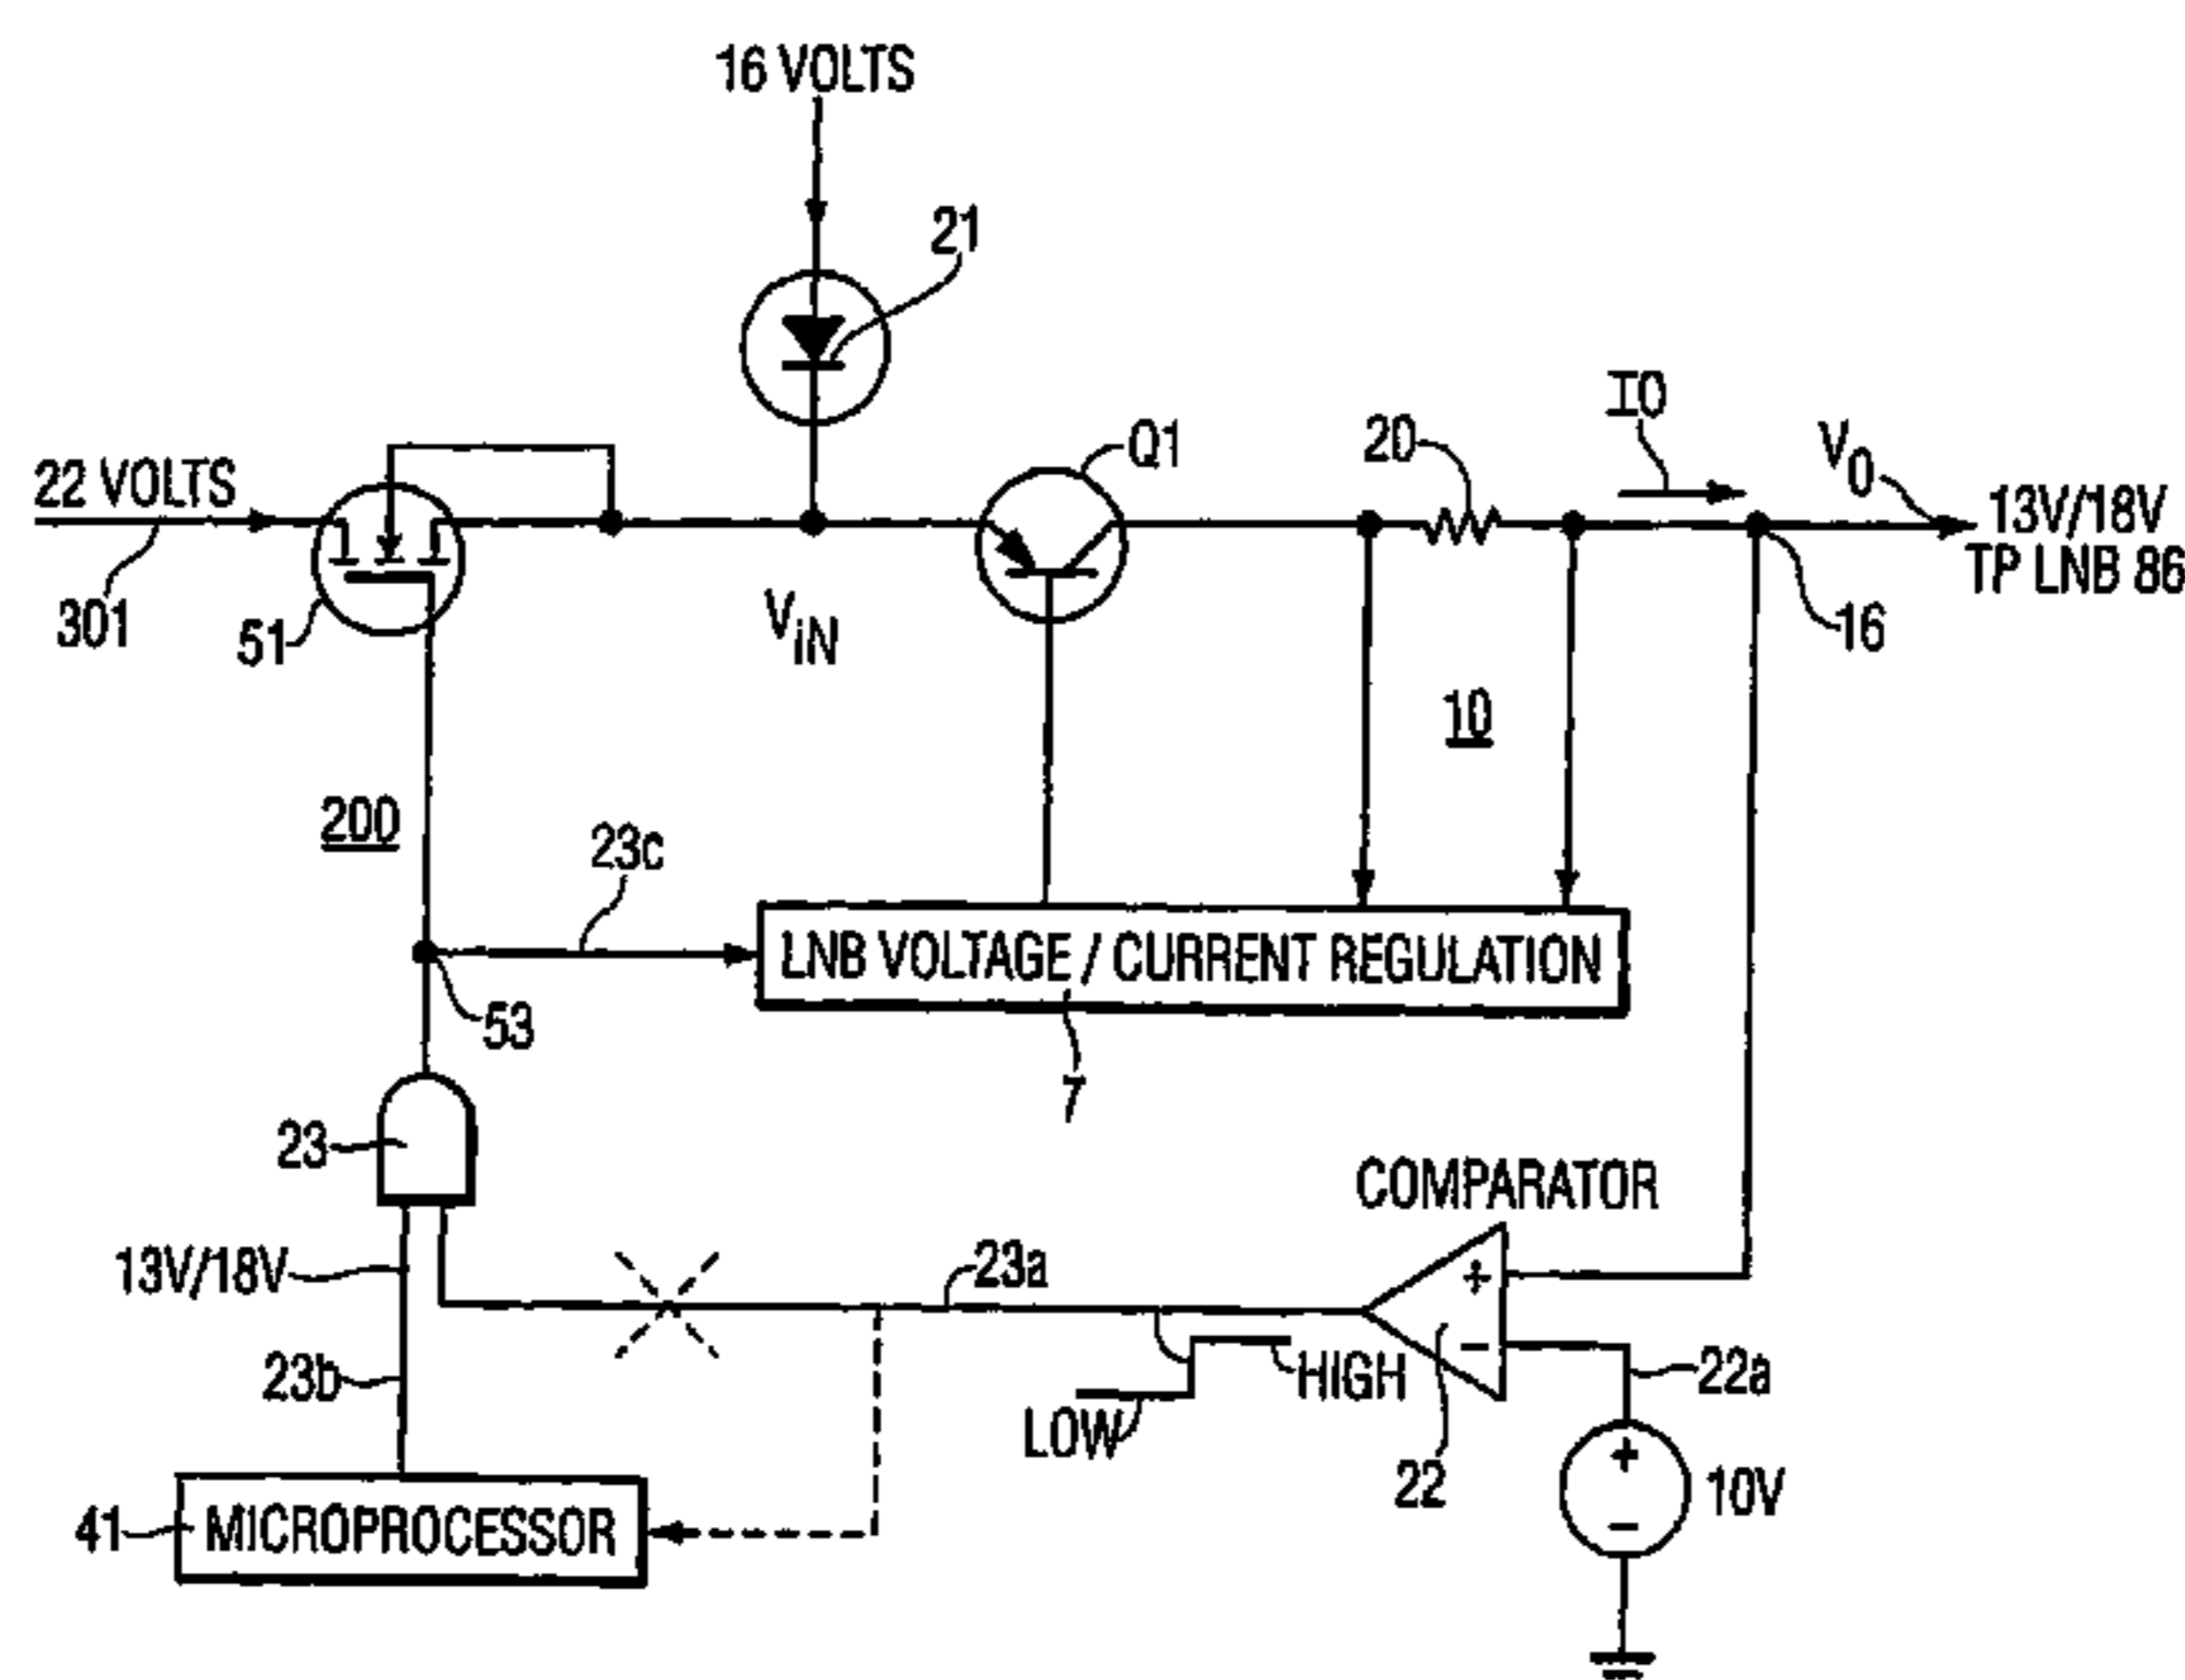 16 VOLTS
21
22 VOLTS
301
51
Q1
20
IO
V0
13V/18V
TP LNB 86
16
ViN
10
200
23c
LNB VOLTAGE / CURRENT REGULATION
53
7
23
COMPARATOR
13V/18V
23a
+
-
23b
HIGH
LOW
22
22a
+
-
10V
41
MICROPROCESSOR